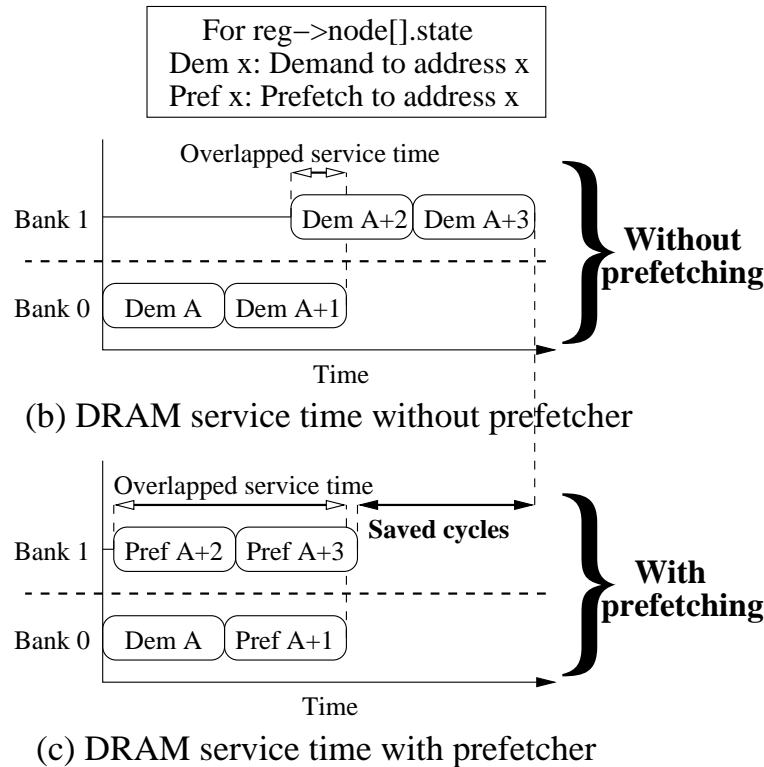 For reg−>node[].state
Dem x: Demand to address x
Pref x: Prefetch to address x
Overlapped service time
Bank 1
Dem A+2
Dem A+3
Without
prefetching
Bank 0
Dem A
Dem A+1
Time
(b) DRAM service time without prefetcher
Overlapped service time
Saved cycles
Bank 1
Pref A+2
Pref A+3
With
prefetching
Bank 0
Dem A
Pref A+1
Time
(c) DRAM service time with prefetcher